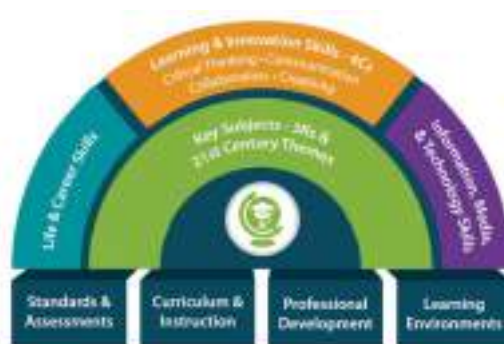 Learning & Innovation Skills - 4Cs
Critical Thinking • Communication
Collaboration • Creativity
Key Subjects - 3Rs &
21st Century Themes
Life & Career Skills
Information, Media,
& Technology Skills
Standards &
Assessments
Curriculum &
Instruction
Professional
Development
Learning
Environments